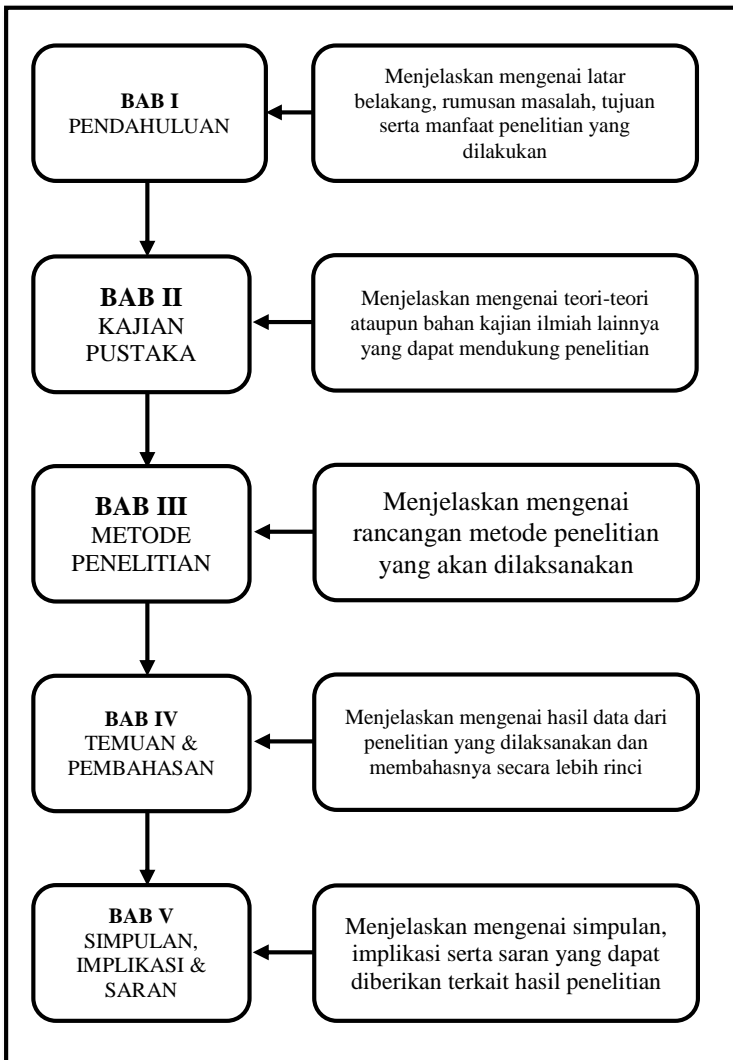 BAB I
PENDAHULUAN
Menjelaskan mengenai latar
belakang, rumusan masalah, tujuan
serta manfaat penelitian yang
dilakukan
BAB II
KAJIAN
PUSTAKA
Menjelaskan mengenai teori-teori
ataupun bahan kajian ilmiah lainnya
yang dapat mendukung penelitian
BAB III
METODE
PENELITIAN
Menjelaskan mengenai
rancangan metode penelitian
yang akan dilaksanakan
BAB IV
TEMUAN &
PEMBAHASAN
Menjelaskan mengenai hasil data dari
penelitian yang dilaksanakan dan
membahasnya secara lebih rinci
BAB V
SIMPULAN,
IMPLIKASI &
SARAN
Menjelaskan mengenai simpulan,
implikasi serta saran yang dapat
diberikan terkait hasil penelitian